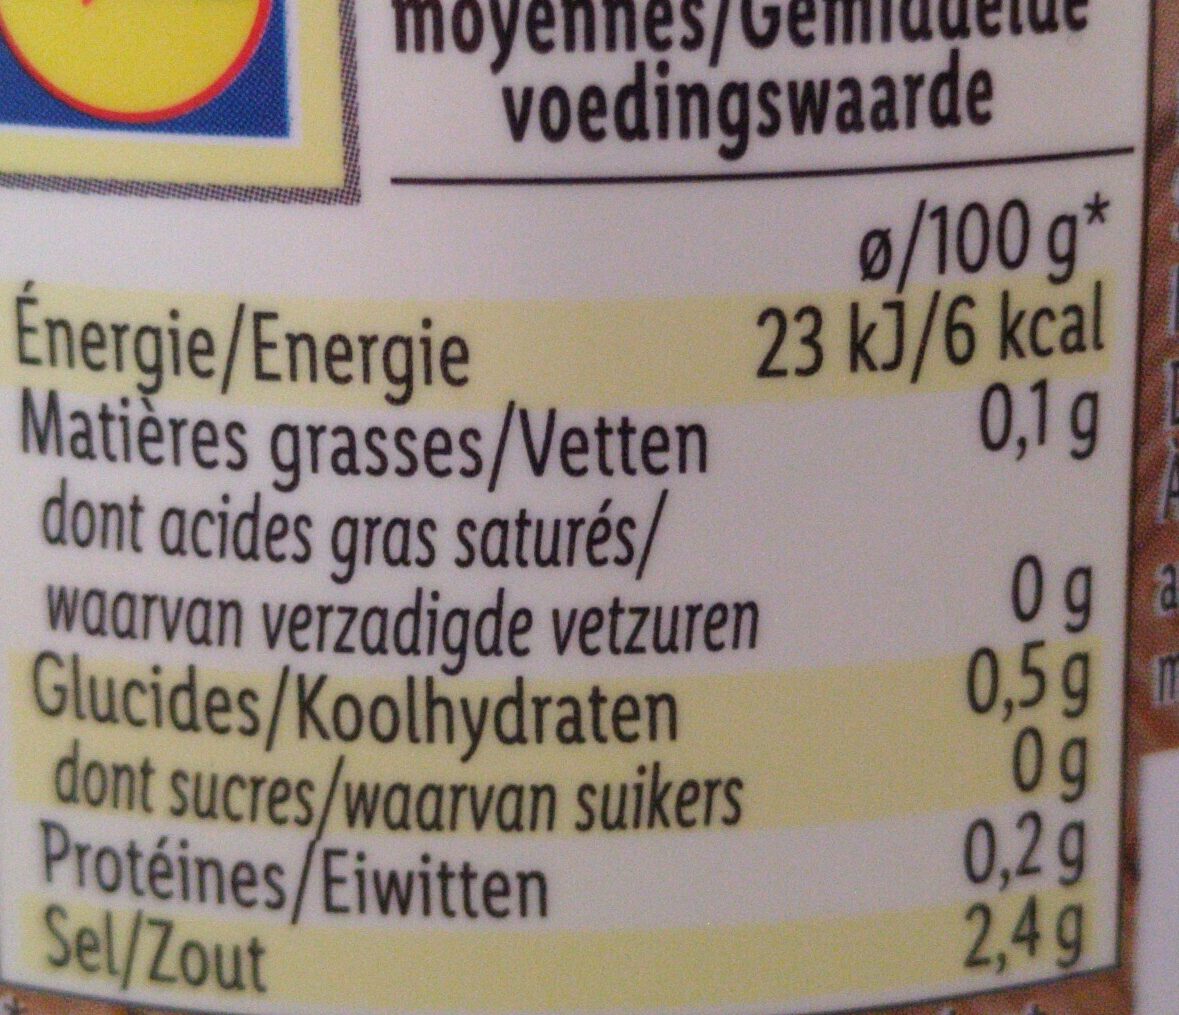 moyennes/Gemiddelde
voedingswaarde
ø/100 g*
Énergie/Energie 23 kJ/6 kcal
Matières grasses/Vetten 0,1 g
dont acides gras saturés/
waarvan verzadigde vetzuren 0 g
Glucides/Koolhydraten 0,5 g
dont sucres/waarvan suikers 0 g
Protéines/Eiwitten 0,2 g
Sel/Zout 2,4 g